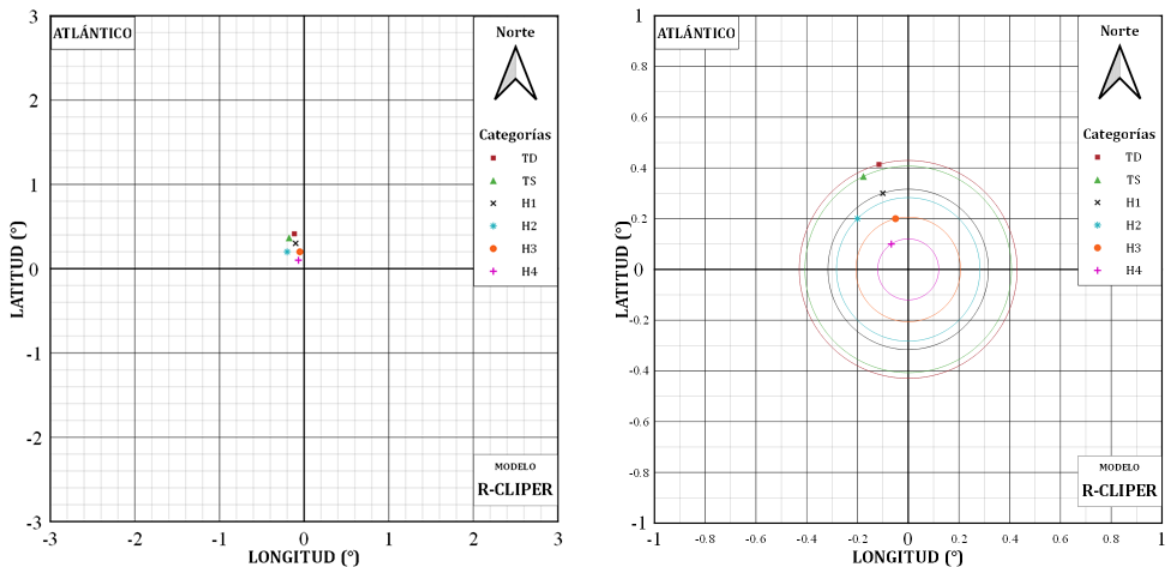 3
2
1
0
-1
-2
-3
LATITUD (°)
ATLÁNTICO
Norte
Categorías
TD
TS
H1
H2
H3
H4
MODELO
R-CLIPER
-3 -2 -1 0 1 2 3
LONGITUD (°)
1
0.8
0.6
0.4
0.2
0
-0.2
-0.4
-0.6
-0.8
-1
LATITUD (°)
ATLÁNTICO
Norte
Categorías
TD
TS
H1
H2
H3
H4
MODELO
R-CLIPER
-1 -0.8 -0.6 -0.4 -0.2 0 0.2 0.4 0.6 0.8 1
LONGITUD (°)